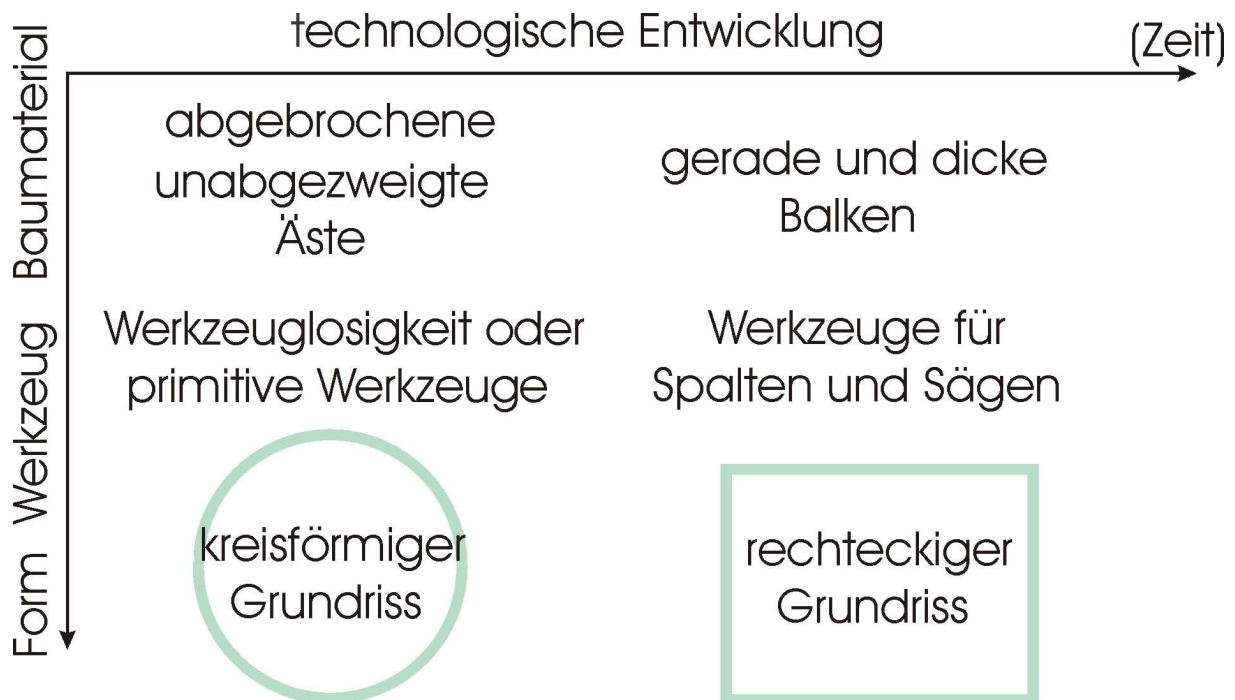 technologische Entwicklung
(Zeit)
Baumaterial
abgebrochene
unabgezweigte
Äste
gerade und dicke
Balken
Werkzeug
Werkzeuglosigkeit oder
primitive Werkzeuge
Werkzeuge für
Spalten und Sägen
Form
kreisförmiger
Grundriss
rechteckiger
Grundriss